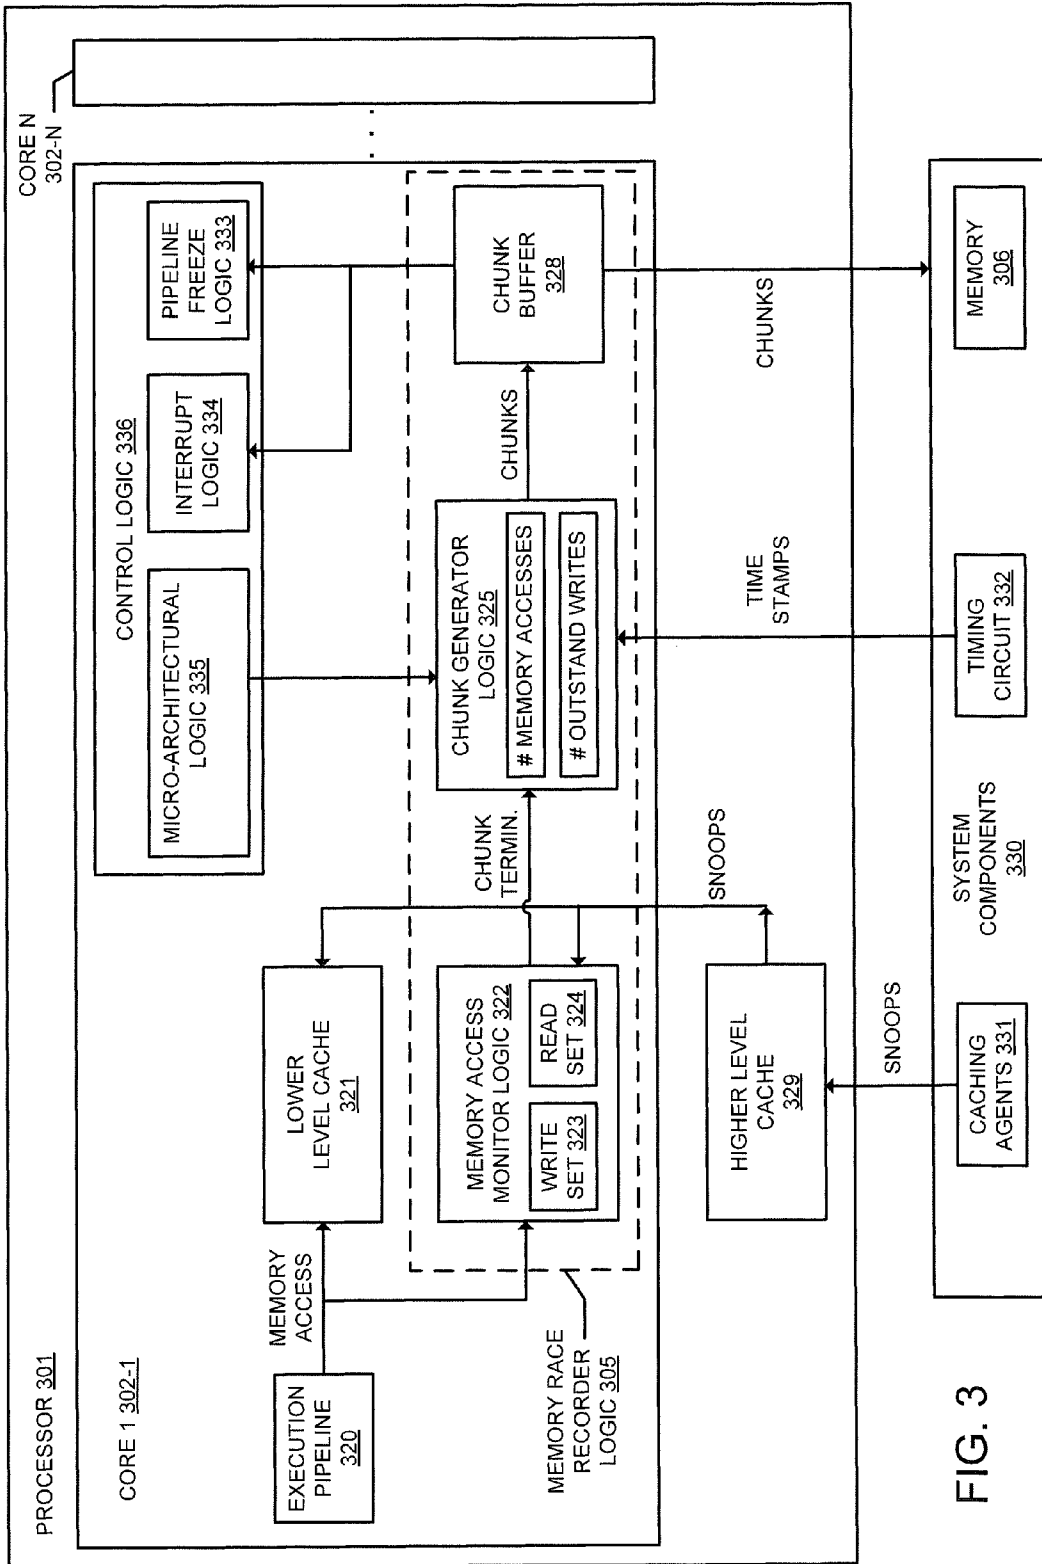 PROCESSOR 301
CORE 1 302-1
CORE N
302-N
CONTROL LOGIC 336
MICRO-ARCHITECTURAL
LOGIC 335
INTERRUPT
LOGIC 334
PIPELINE
FREEZE
LOGIC 333
EXECUTION
PIPELINE
320
MEMORY
ACCESS
LOWER
LEVEL CACHE
321
MEMORY ACCESS
MONITOR LOGIC 322
WRITE
SET 323
READ
SET 324
CHUNK
TERMIN.
CHUNK GENERATOR
LOGIC 325
# MEMORY ACCESSES
# OUTSTAND WRITES
CHUNKS
CHUNK
BUFFER
328
MEMORY RACE
RECORDER
LOGIC 305
SNOOPS
HIGHER LEVEL
CACHE
329
TIME
STAMPS
CHUNKS
SNOOPS
CACHING
AGENTS 331
SYSTEM
COMPONENTS
330
TIMING
CIRCUIT 332
MEMORY
306
FIG. 3